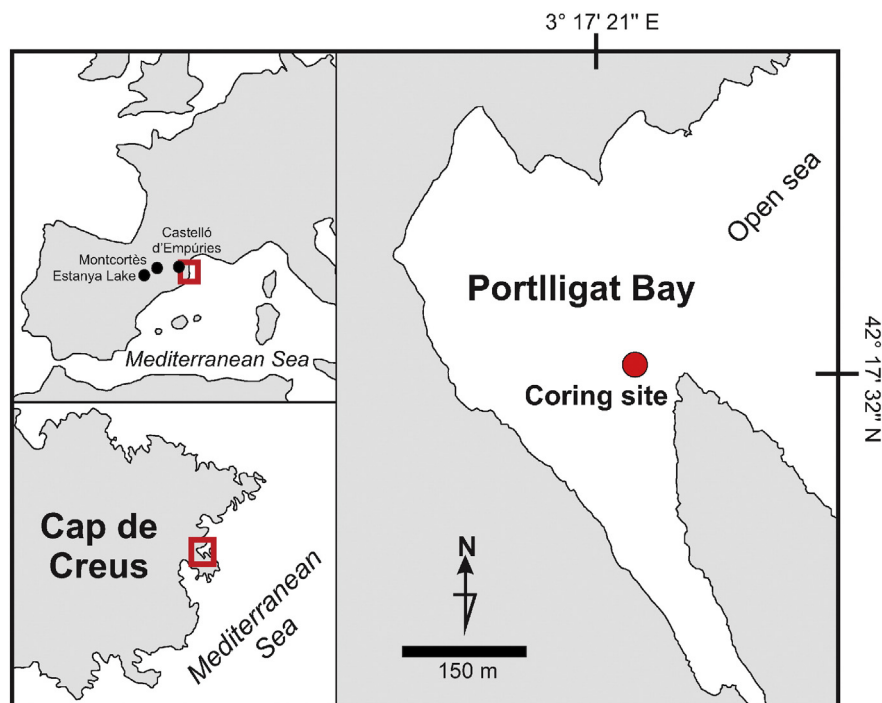 3° 17' 21" E
Castelló
d'Empúries
Montcortès
Estanya Lake
Mediterranean Sea
Open sea
Portlligat Bay
42° 17' 32 N
Coring site
Cap de
Creus
Mediterranean
Sea
N
150 m